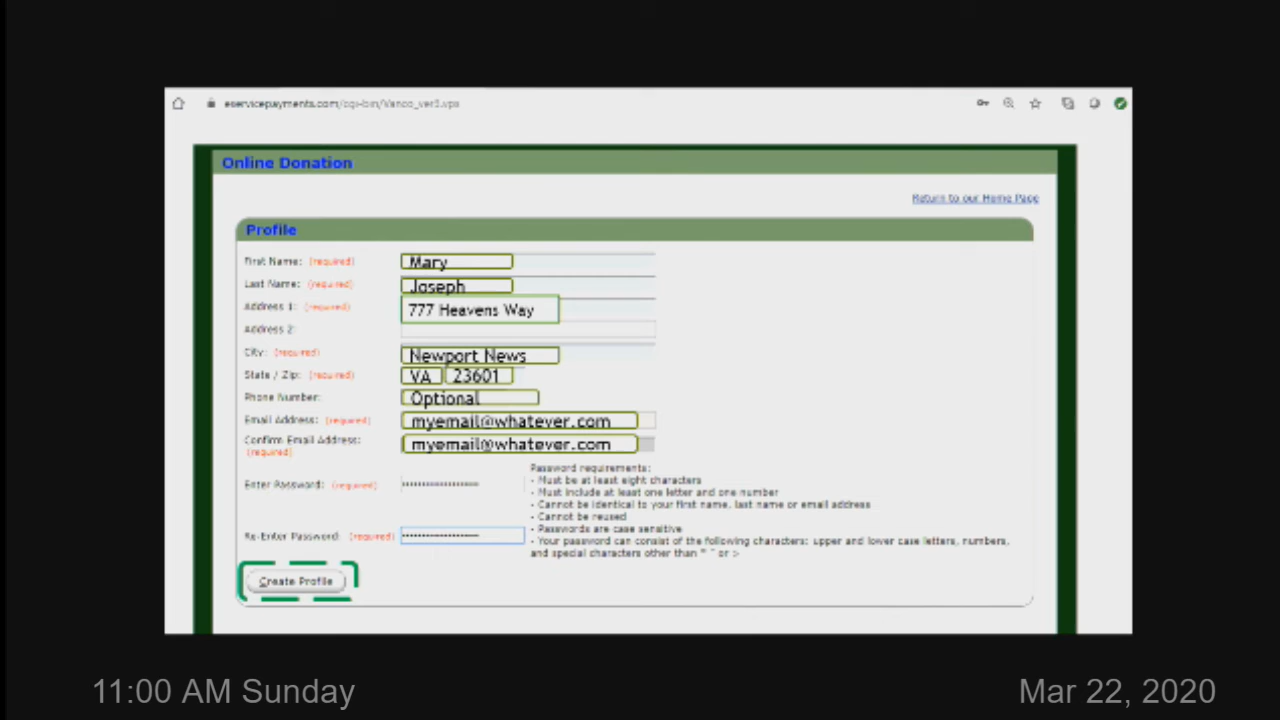 eservicepayments.com/cgi-bin/Vanco_ver3.vps
Online Donation
Return to our Home Page
Profile
First Name: (required) Mary
Last Name: (required) Joseph
Address 1: (required) 777 Heavens Way
Address 2:
City: (required) Newport News
State / Zip: (required) VA 23601
Phone Number: Optional
Email Address: (required) myemail@whatever.com
Confirm Email Address: myemail@whatever.com
(required)
Password requirements:
- Must be at least eight characters
Enter Password: (required) ••••••••••••••••••
- Must include at least one letter and one number
- Cannot be identical to your first name, last name or email address
- Cannot be reused
- Passwords are case sensitive
Re-Enter Password: (required) ••••••••••••••••••
- Your password can consist of the following characters: upper and lower case letters, numbers,
and special characters other than * " or >
Create Profile
11:00 AM Sunday
Mar 22, 2020